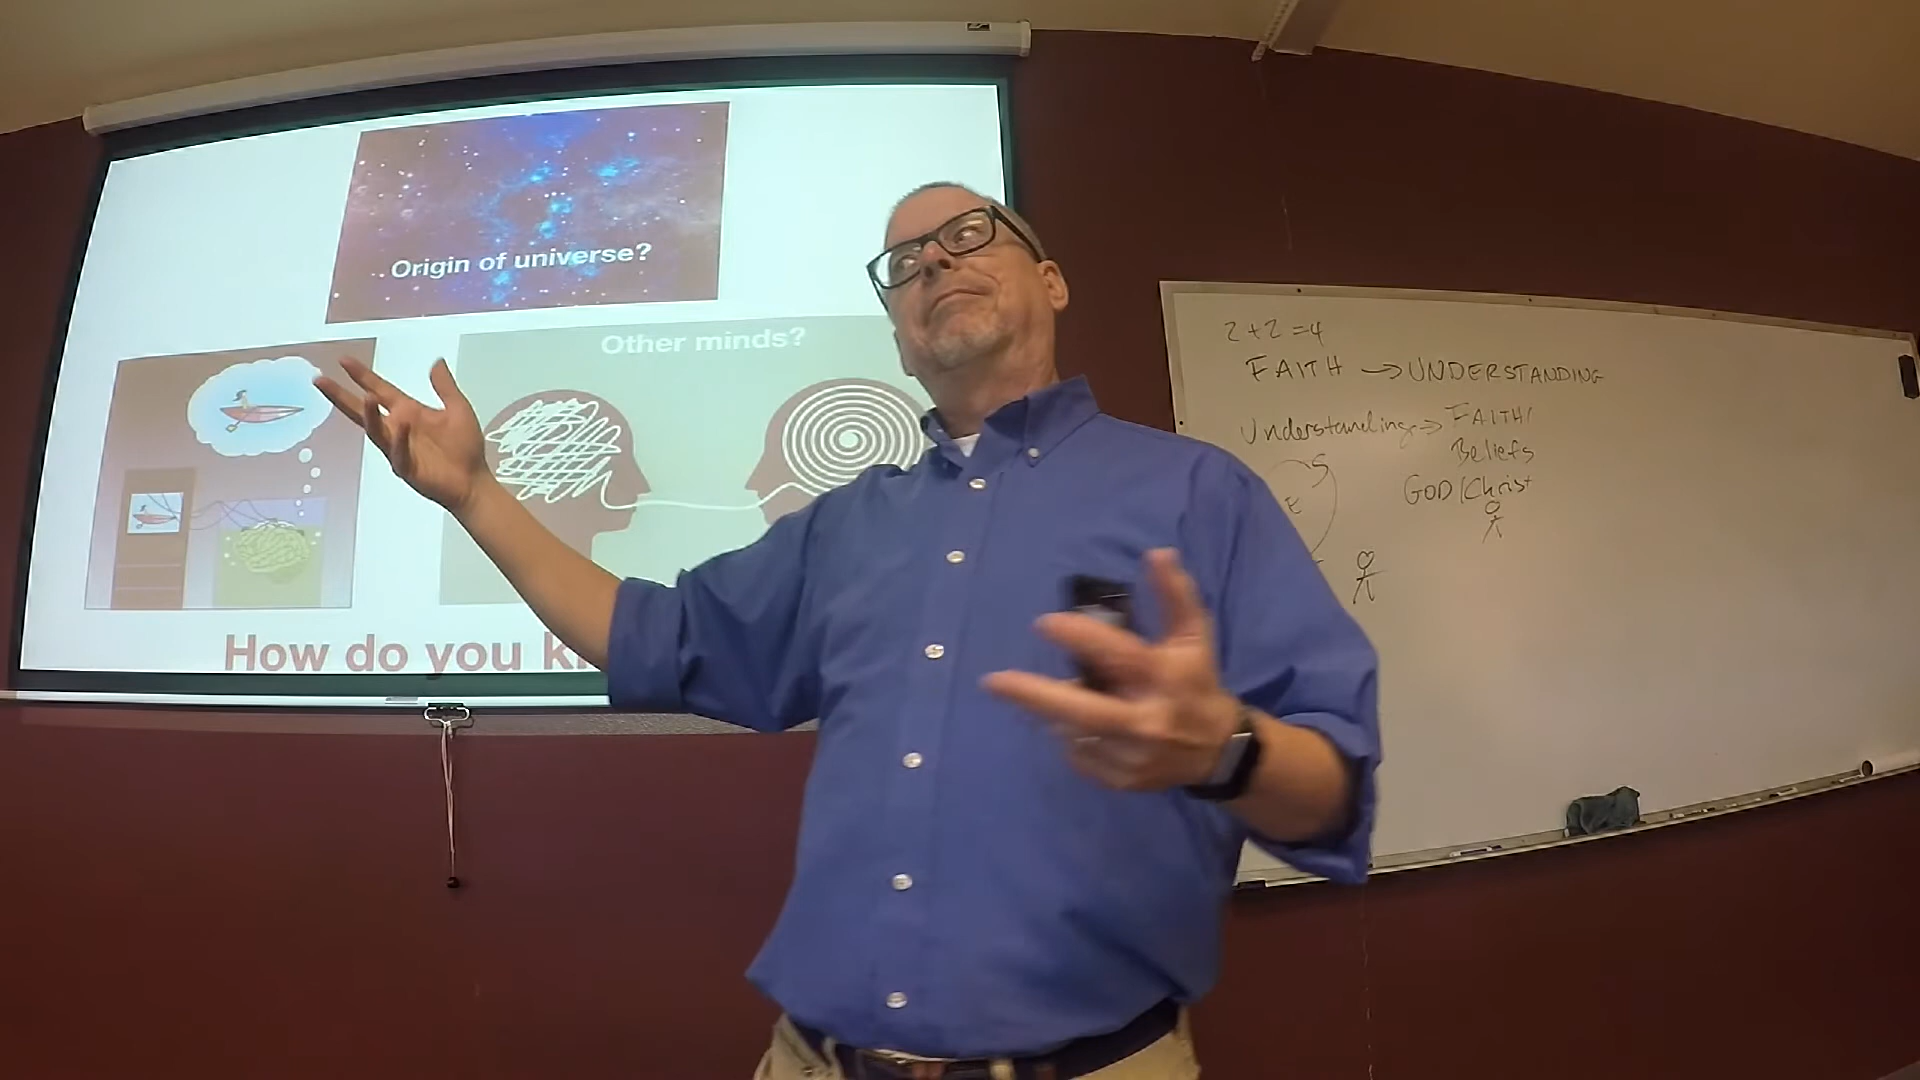 Origin of universe?
Other minds?
How do you
2+2=4
FAITH → UNDERSTANDING
Understanding → FAITH/
Beliefs
GOD/Christ
S
E